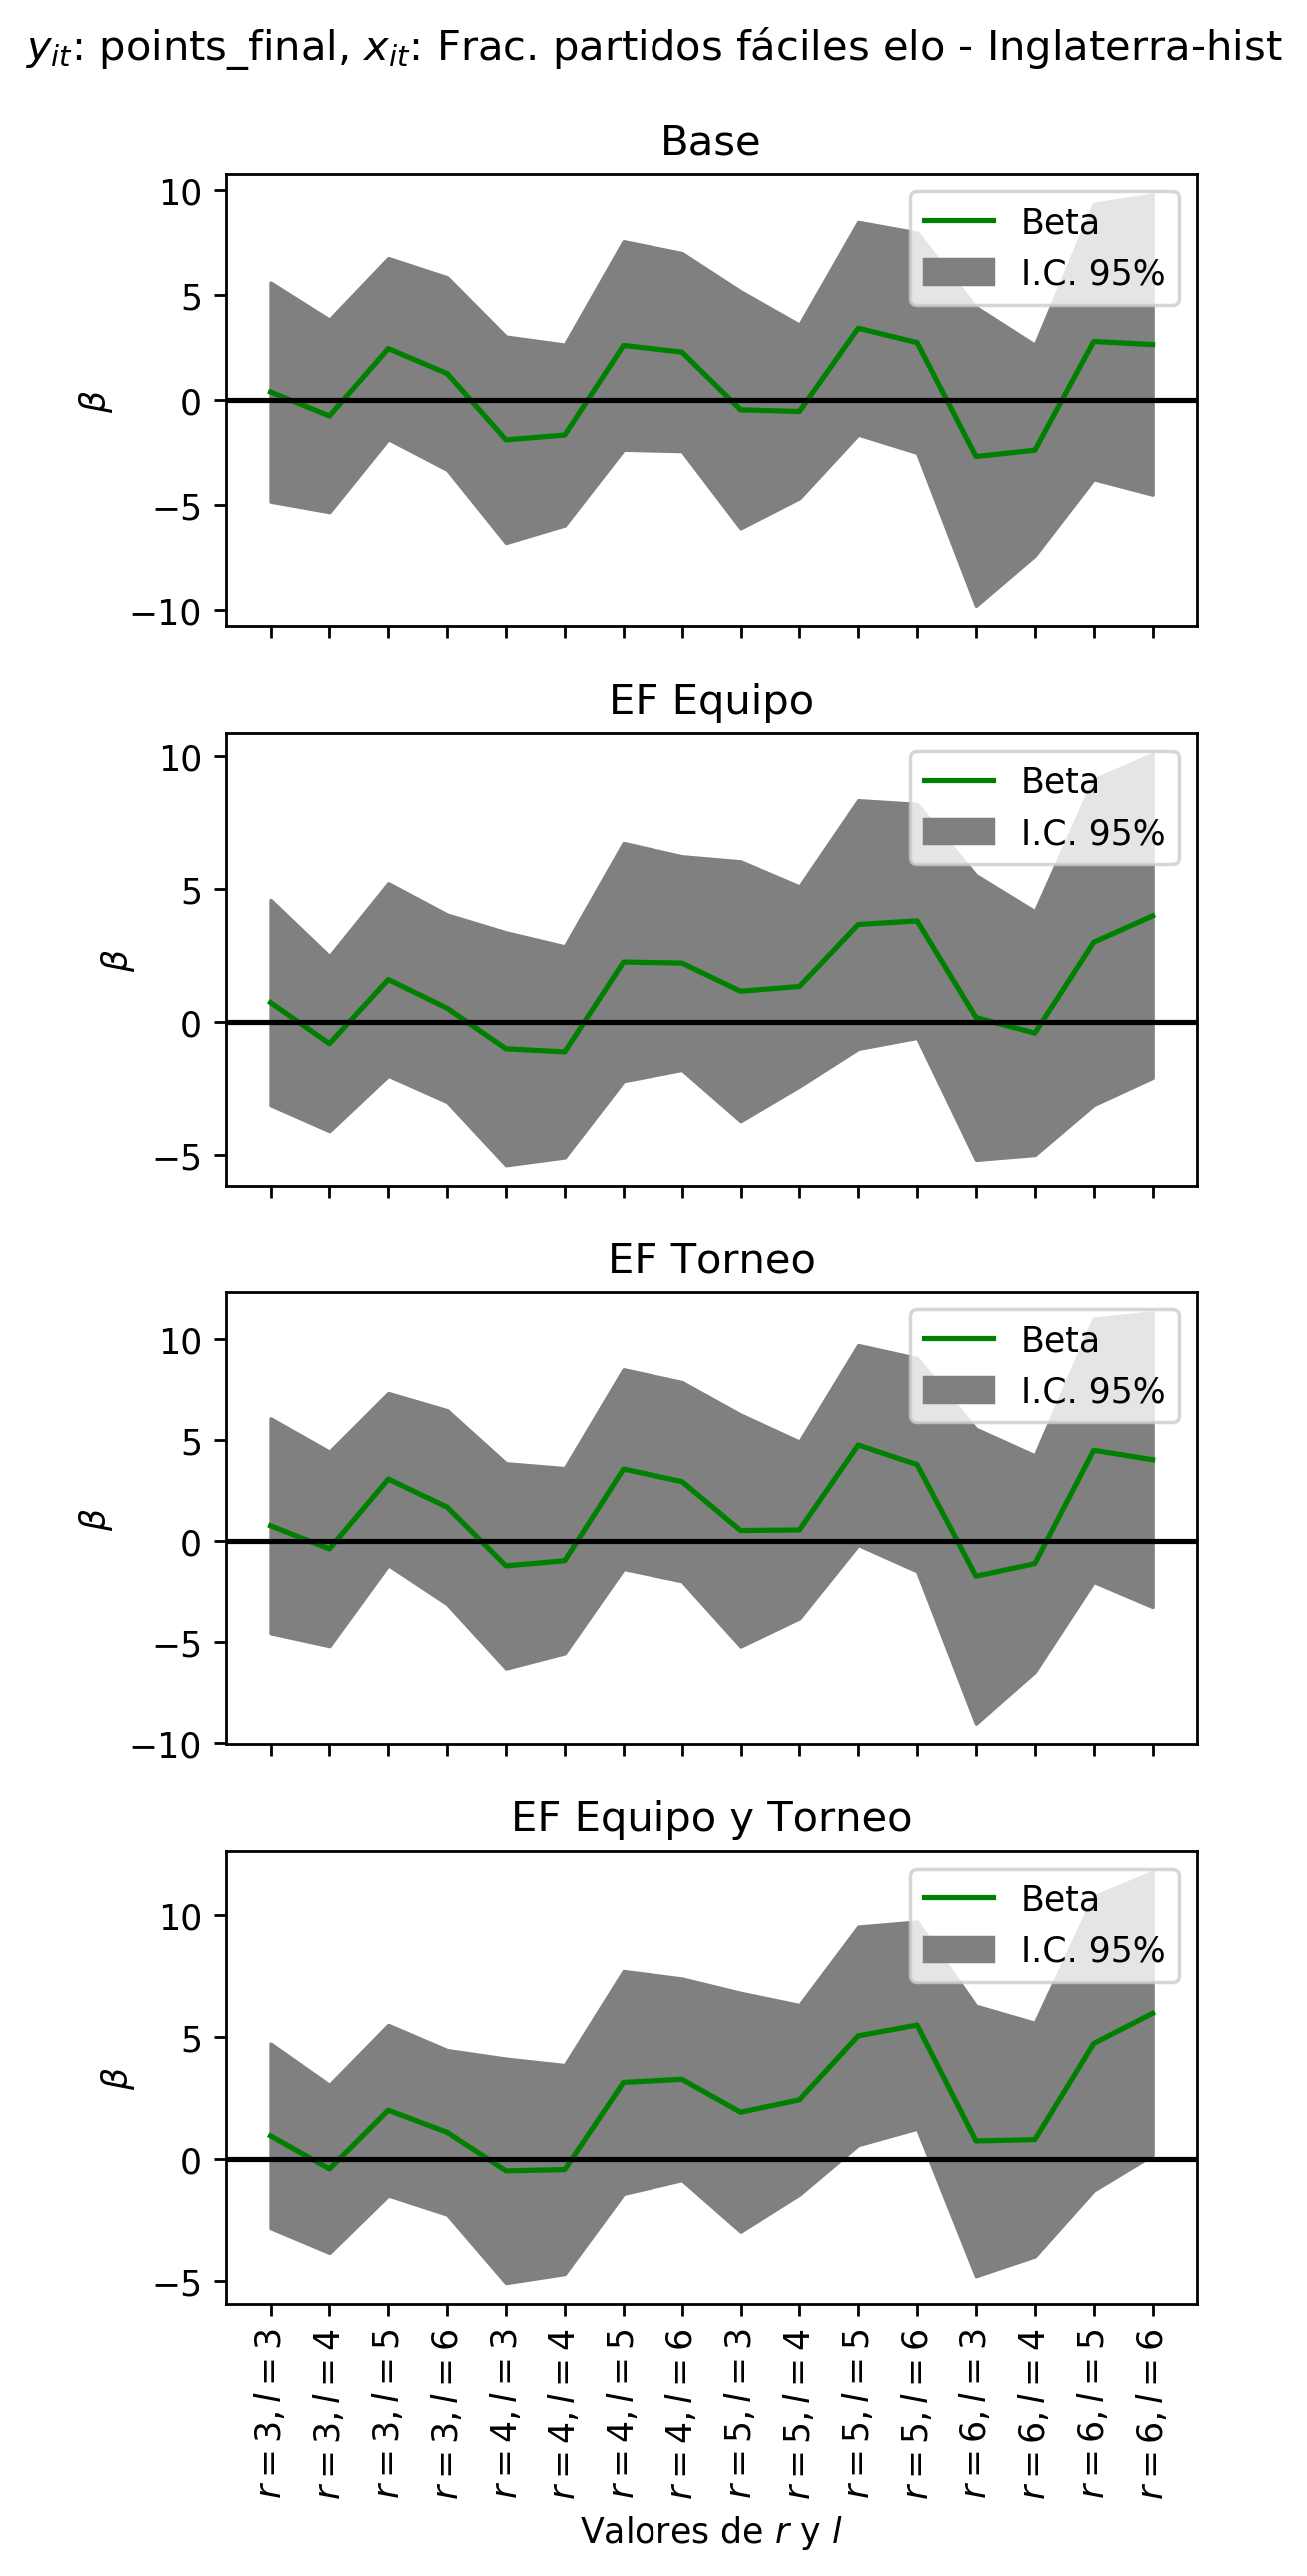 y_it: points_final, x_it: Frac. partidos fáciles elo - Inglaterra-hist
Base
10
5
0
−5
−10
β
Beta
I.C. 95%
EF Equipo
10
5
0
−5
β
Beta
I.C. 95%
EF Torneo
10
5
0
−5
−10
β
Beta
I.C. 95%
EF Equipo y Torneo
10
5
0
−5
β
Beta
I.C. 95%
r = 3, l = 3
r = 3, l = 4
r = 3, l = 5
r = 3, l = 6
r = 4, l = 3
r = 4, l = 4
r = 4, l = 5
r = 4, l = 6
r = 5, l = 3
r = 5, l = 4
r = 5, l = 5
r = 5, l = 6
r = 6, l = 3
r = 6, l = 4
r = 6, l = 5
r = 6, l = 6
Valores de r y l